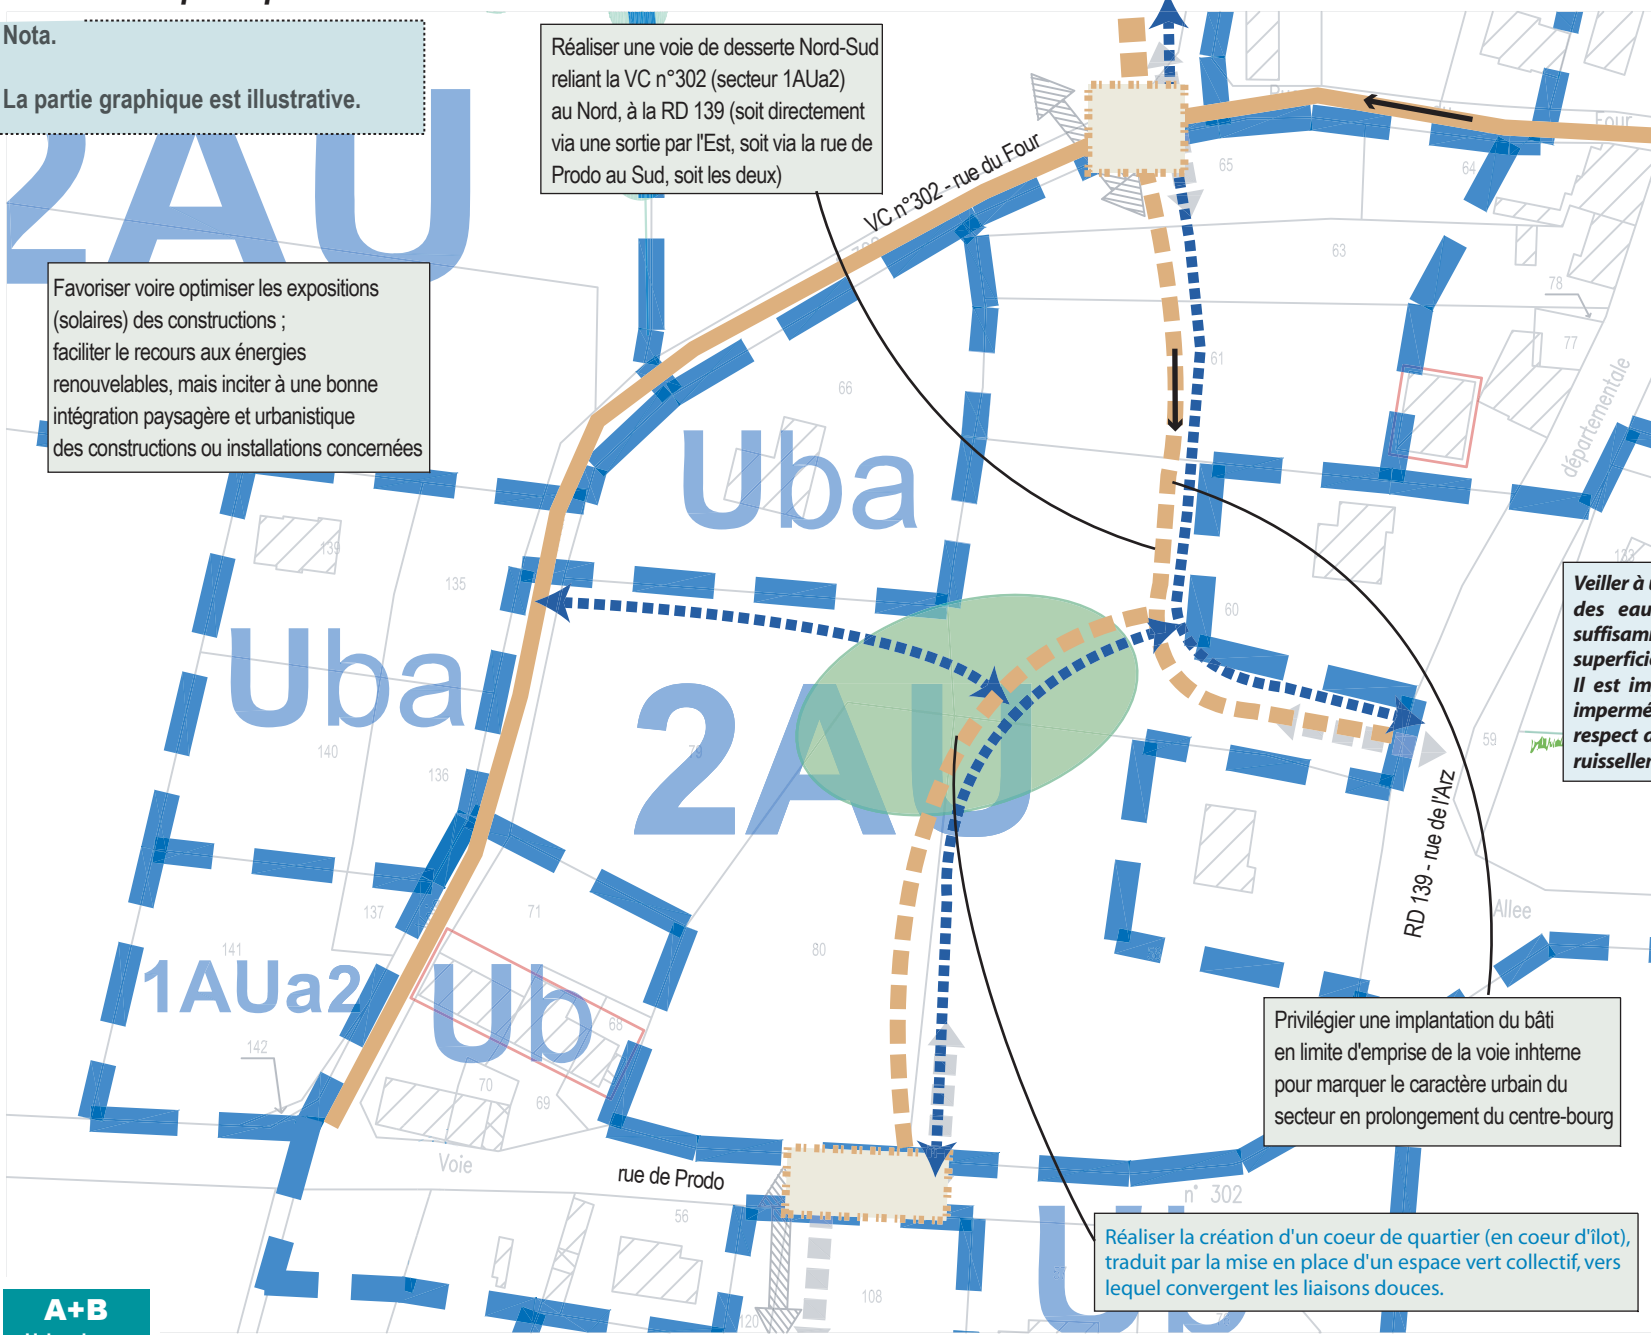 Nota.
La partie graphique est illustrative.
2AU
Réaliser une voie de desserte Nord-Sud
reliant la VC n°302 (secteur 1AUa2)
au Nord, à la RD 139 (soit directement
via une sortie par l'Est, soit via la rue de
Prodo au Sud, soit les deux)
VC n°302 - rue du Four
Four
65
64
63
78
77
61
66
départementale
Favoriser voire optimiser les expositions
(solaires) des constructions ;
faciliter le recours aux énergies
renouvelables, mais inciter à une bonne
intégration paysagère et urbanistique
des constructions ou installations concernées
Uba
139
135
133
60
Uba
140
136
2AU
79
59
Veiller à
des eau
suffisam
superfici
Il est im
imperm
respect d
ruisseller
RD 139 - rue de l'Arz
Allee
137
71
141
80
1AUa2
Ub
68
142
70
69
Privilégier une implantation du bâti
en limite d'emprise de la voie inhterne
pour marquer le caractère urbain du
secteur en prolongement du centre-bourg
Voie
rue de Prodo
n° 302
56
Ub
Réaliser la création d'un coeur de quartier (en coeur d'îlot),
traduit par la mise en place d'un espace vert collectif, vers
lequel convergent les liaisons douces.
108
120
A+B